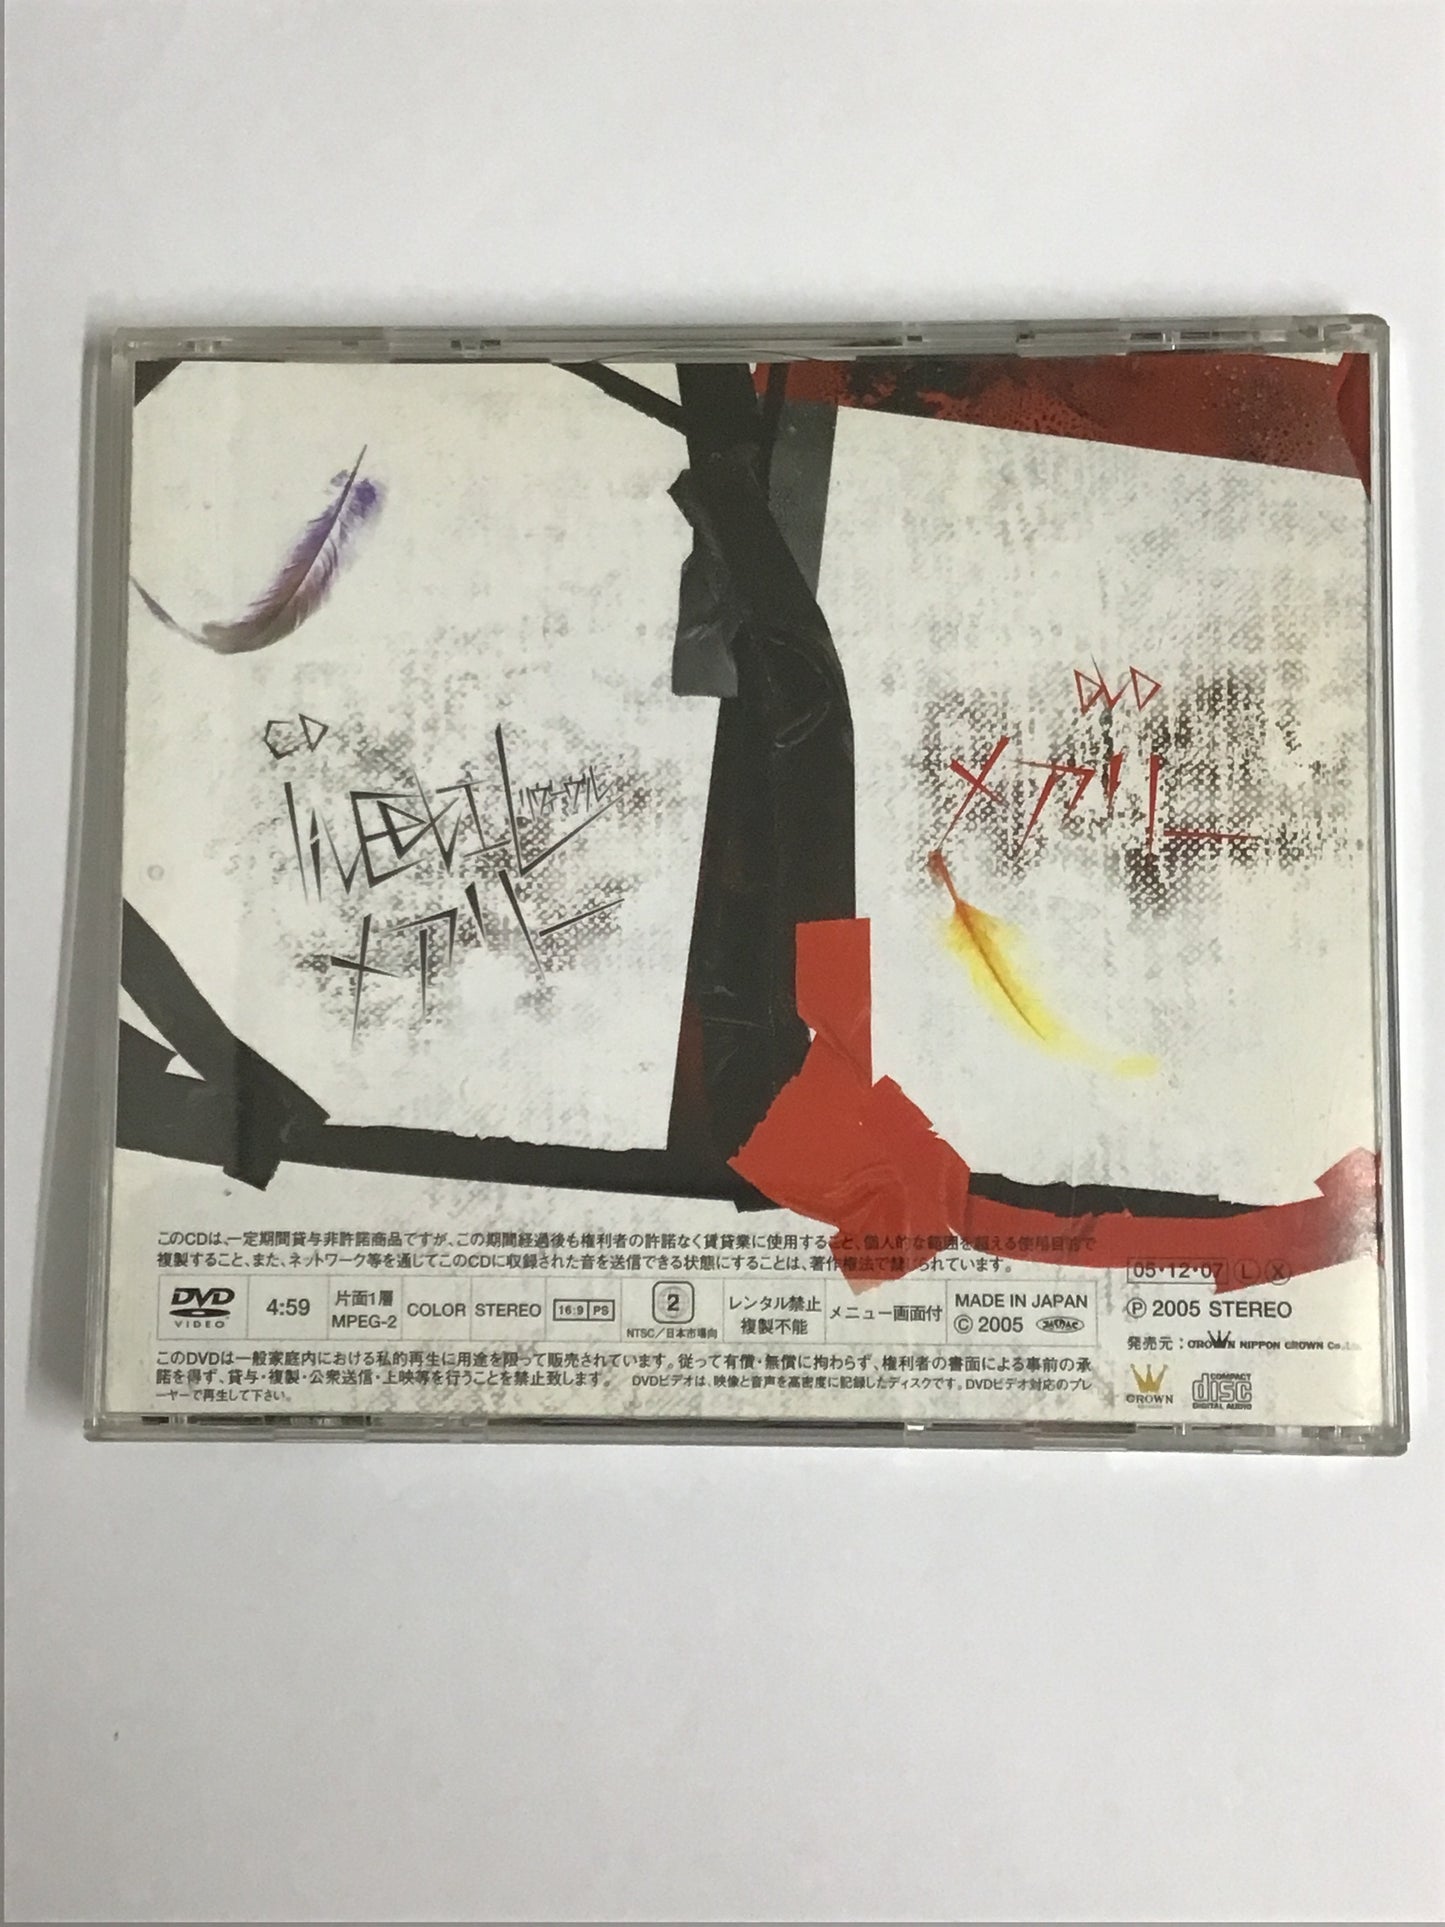 CD
LIVEDEVIL リヴデヴィル
メアリー
DVD
メアリー
このCDは、一定期間貸与非許諾商品ですが、この期間経過後も権利者の許諾なく賃貸業に使用すること、個人的な範囲を超える使用目的で
複製すること、また、ネットワーク等を通じてこのCDに収録された音を送信できる状態にすることは、著作権法で禁じられています。
05・12・07 L X
DVD VIDEO
4:59
片面1層
MPEG-2
COLOR
STEREO
16:9 PS
2
NTSC/日本市場向
レンタル禁止
複製不能
メニュー画面付
MADE IN JAPAN
© 2005
Ⓟ 2005 STEREO
発売元:CROWN NIPPON CROWN Co.,Ltd.
このDVDは一般家庭内における私的再生に用途を限って販売されています。従って有償・無償に拘わらず、権利者の書面による事前の承
諾を得ず、貸与・複製・公衆送信・上映等を行うことを禁止致します。 DVDビデオは、映像と音声を高密度に記録したディスクです。DVDビデオ対応のプレ
ーヤーで再生して下さい。
CROWN
COMPACT
disc
DIGITAL AUDIO